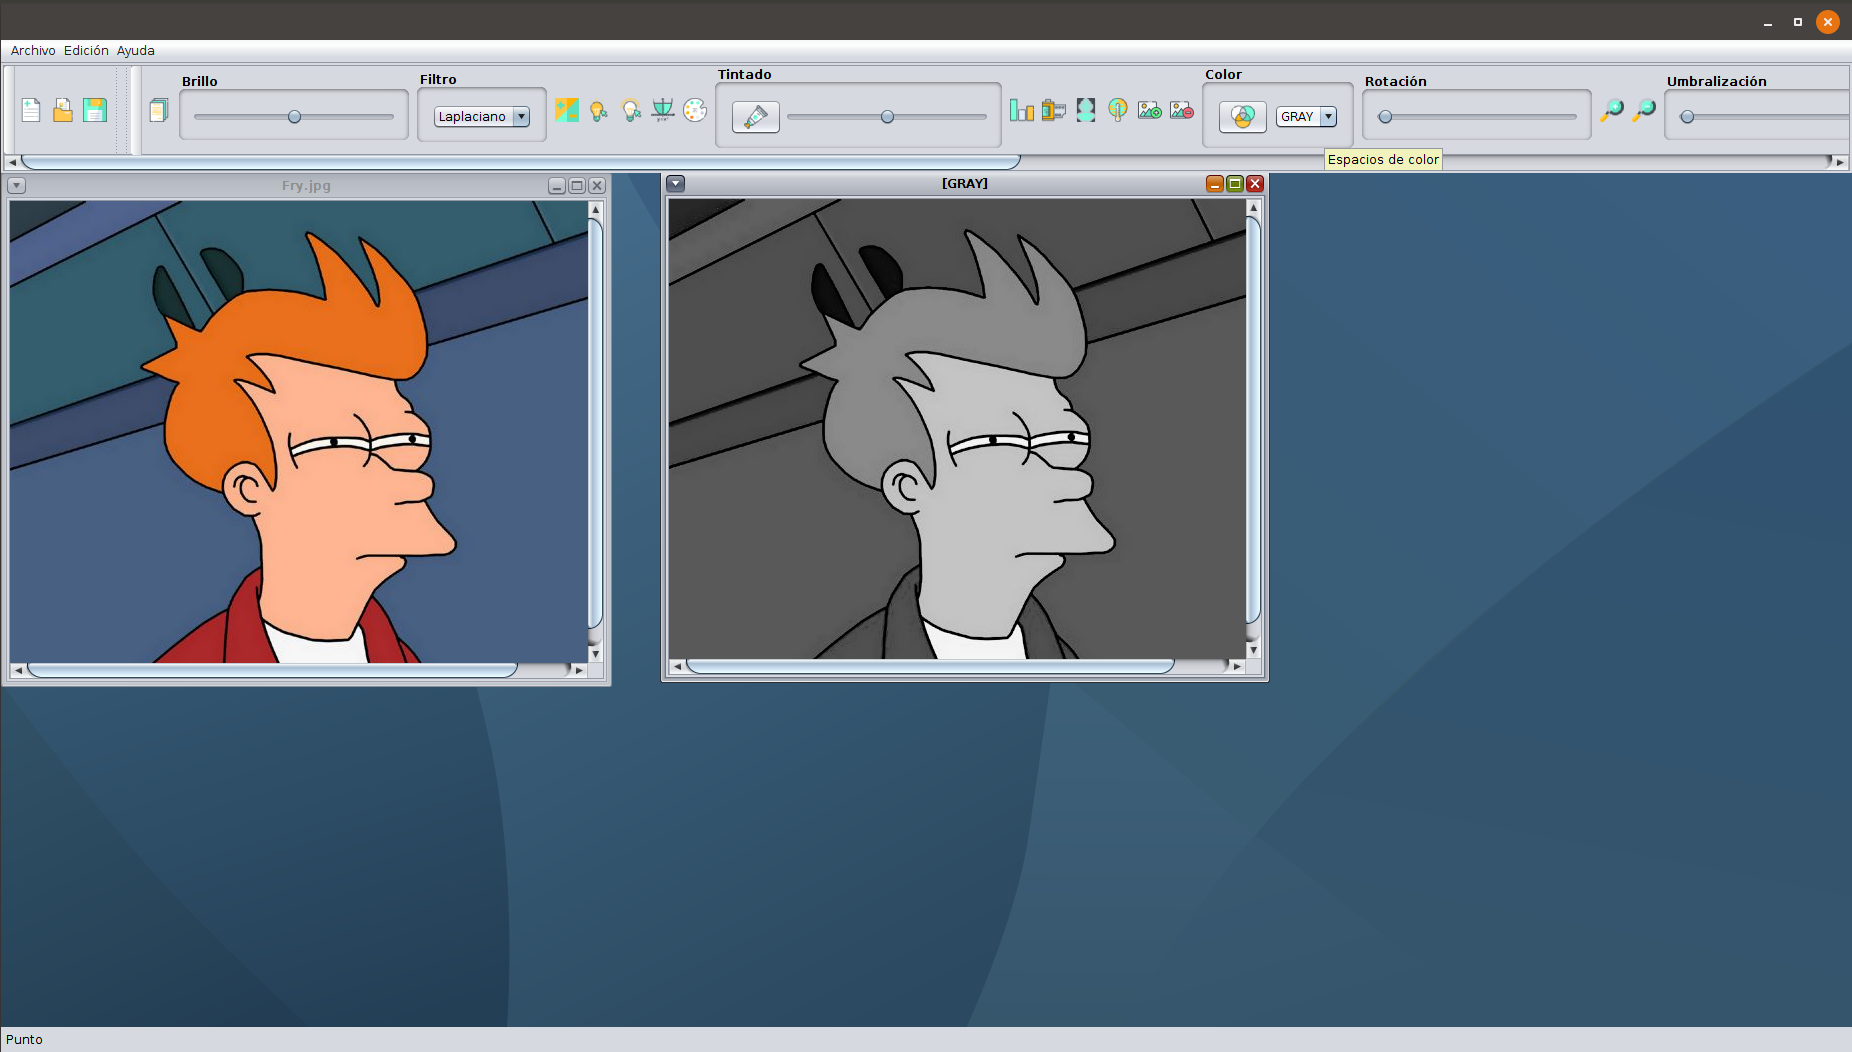 Archivo Edición Ayuda
Brillo
Filtro
Tintado
Color
Rotación
Umbralización
Laplaciano
GRAY
Espacios de color
Fry.jpg
[GRAY]
Punto